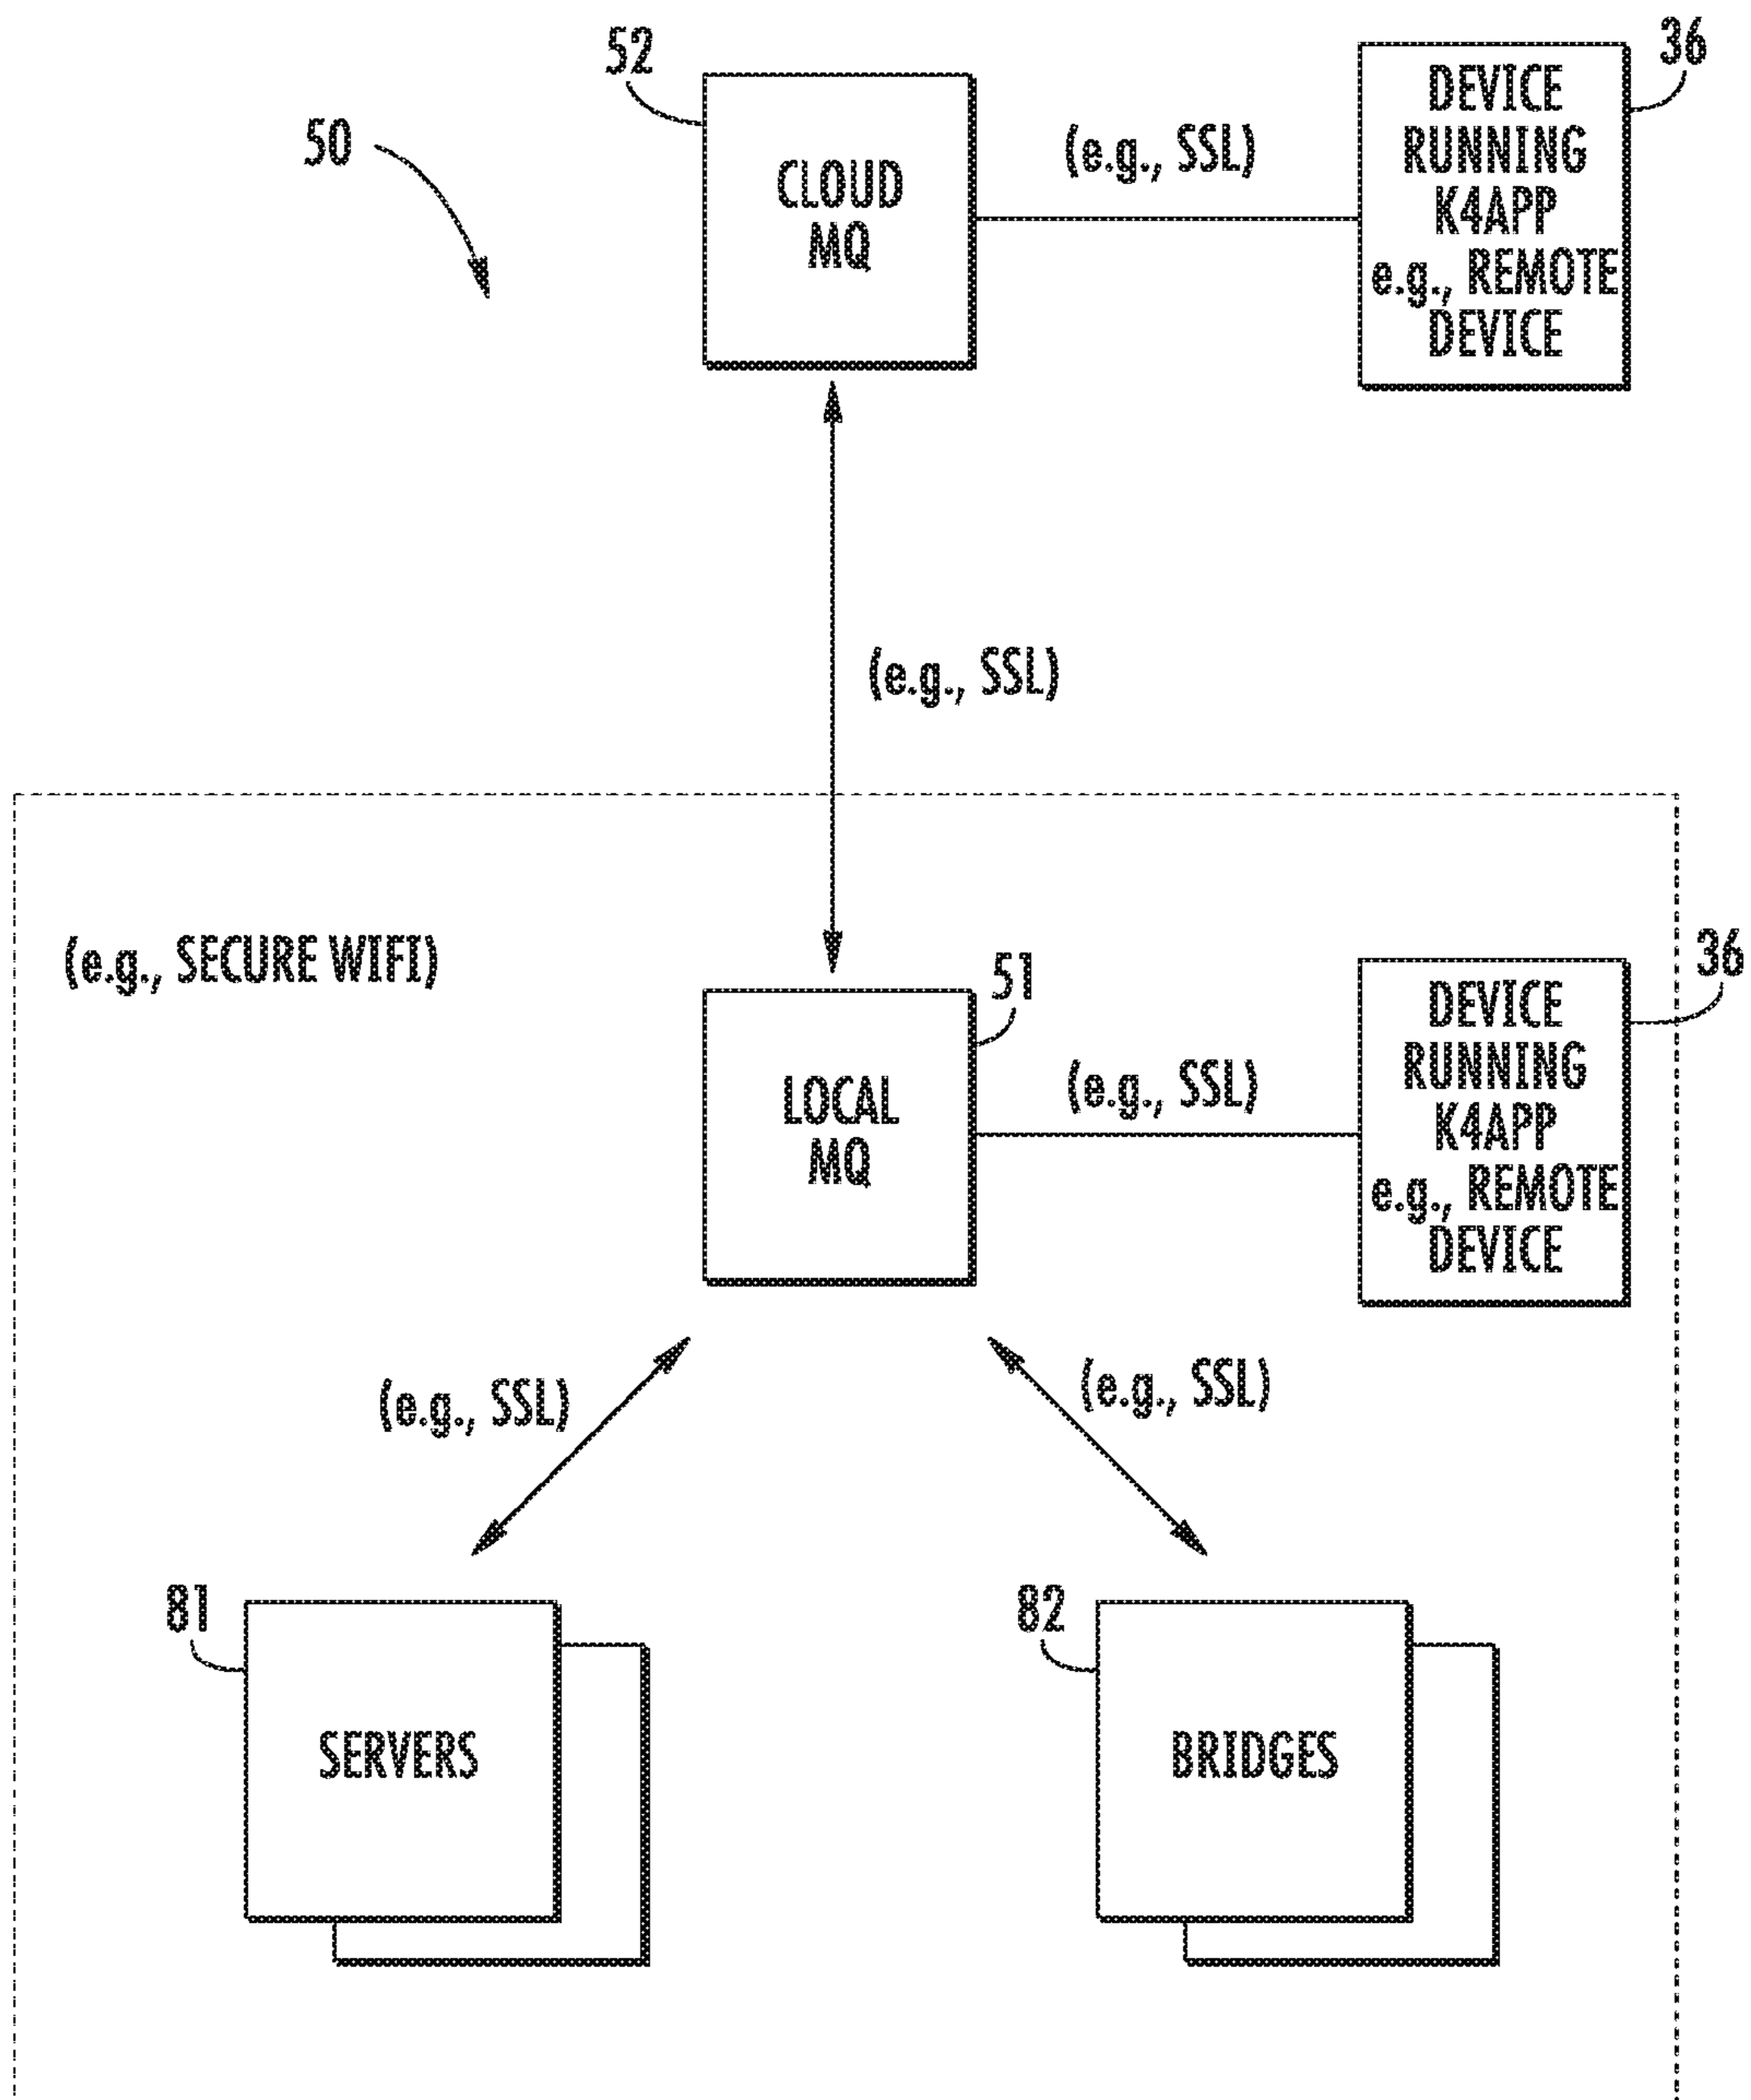 52
36
50
CLOUD
MQ
(e.g., SSL)
DEVICE
RUNNING
K4APP
e.g., REMOTE
DEVICE
(e.g., SSL)
(e.g., SECURE WIFI)
51
36
LOCAL
MQ
(e.g., SSL)
DEVICE
RUNNING
K4APP
e.g., REMOTE
DEVICE
(e.g., SSL)
(e.g., SSL)
81
82
SERVERS
BRIDGES